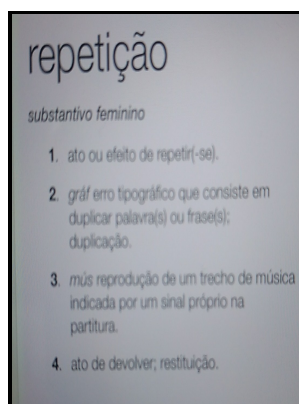 repetição
substantivo feminino
1. ato ou efeito de repetir(-se).
2. gráf erro tipográfico que consiste em
duplicar palavra(s) ou frase(s);
duplicação.
3. mús reprodução de um trecho de música
indicada por um sinal próprio na
partitura.
4. ato de devolver; restituição.